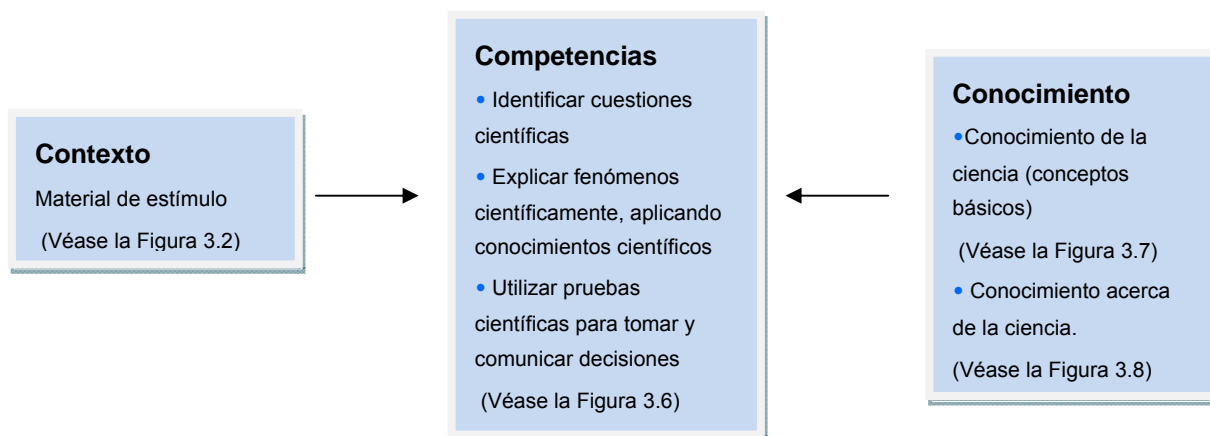 Contexto
Material de estímulo
(Véase la Figura 3.2)
Competencias
• Identificar cuestiones
científicas
• Explicar fenómenos
científicamente, aplicando
conocimientos científicos
• Utilizar pruebas
científicas para tomar y
comunicar decisiones
(Véase la Figura 3.6)
Conocimiento
•Conocimiento de la
ciencia (conceptos
básicos)
(Véase la Figura 3.7)
• Conocimiento acerca
de la ciencia.
(Véase la Figura 3.8)